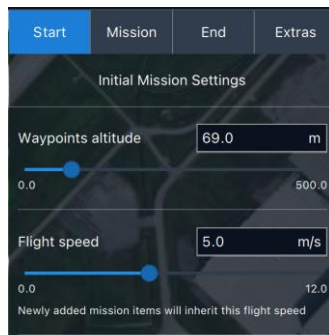 Start Mission End Extras
Initial Mission Settings
Waypoints altitude 69.0 m
0.0 500.0
Flight speed 5.0 m/s
0.0 12.0
Newly added mission items will inherit this flight speed